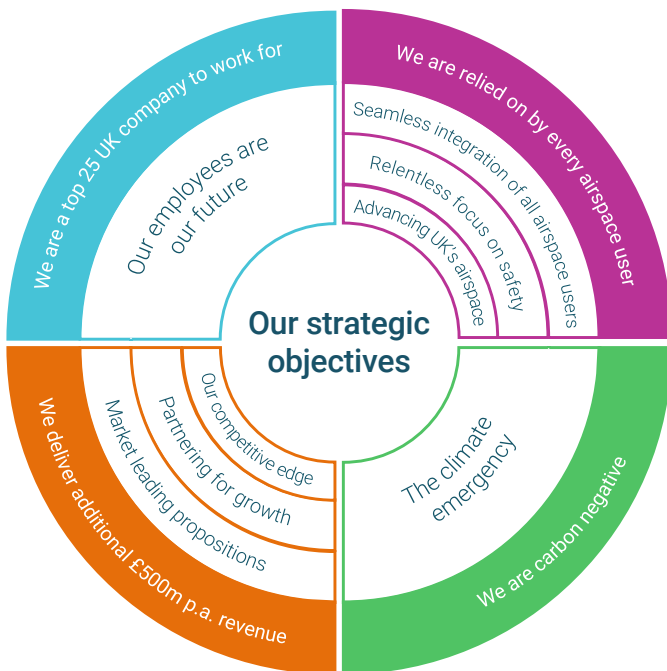 We are a top 25 UK company to work for
Our employees are
our future
We are relied on by every airspace user
Seamless integration of all airspace users
Relentless focus on safety
Advancing UK's airspace
Our strategic
objectives
Our competitive edge
Partnering for growth
Market leading propositions
We deliver additional £500m p.a. revenue
The climate
emergency
We are carbon negative